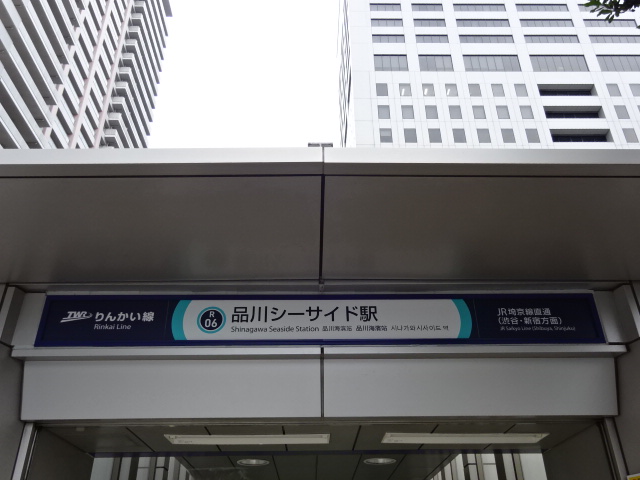 TWR りんかい線
Rinkai Line
R
06
品川シーサイド駅
Shinagawa Seaside Station 品川海滨站 品川海濱站 시나가와 시사이드 역
JR埼京線直通
(渋谷・新宿方面)
JR Saikyo Line (Shibuya, Shinjuku)